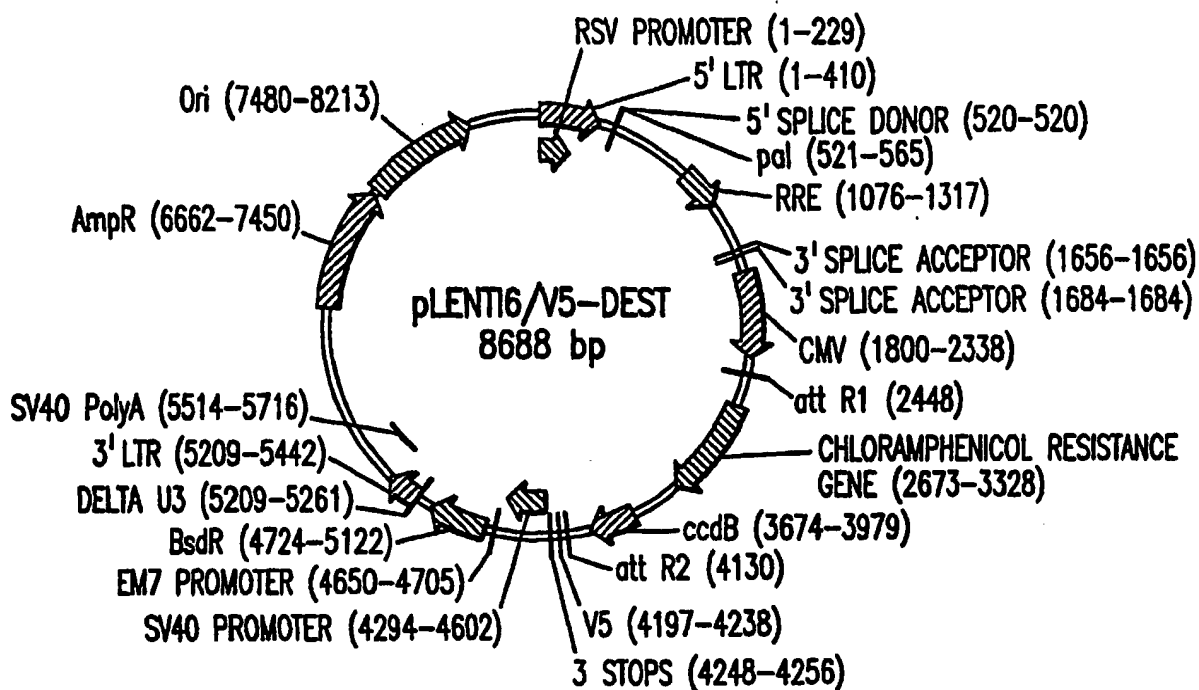 RSV PROMOTER (1-229)
5' LTR (1-410)
5' SPLICE DONOR (520-520)
pal (521-565)
RRE (1076-1317)
3' SPLICE ACCEPTOR (1656-1656)
3' SPLICE ACCEPTOR (1684-1684)
CMV (1800-2338)
att R1 (2448)
CHLORAMPHENICOL RESISTANCE
GENE (2673-3328)
ccdB (3674-3979)
att R2 (4130)
V5 (4197-4238)
3 STOPS (4248-4256)
SV40 PROMOTER (4294-4602)
EM7 PROMOTER (4650-4705)
BsdR (4724-5122)
DELTA U3 (5209-5261)
3' LTR (5209-5442)
SV40 PolyA (5514-5716)
AmpR (6662-7450)
Ori (7480-8213)
pLENTI6/V5-DEST
8688 bp